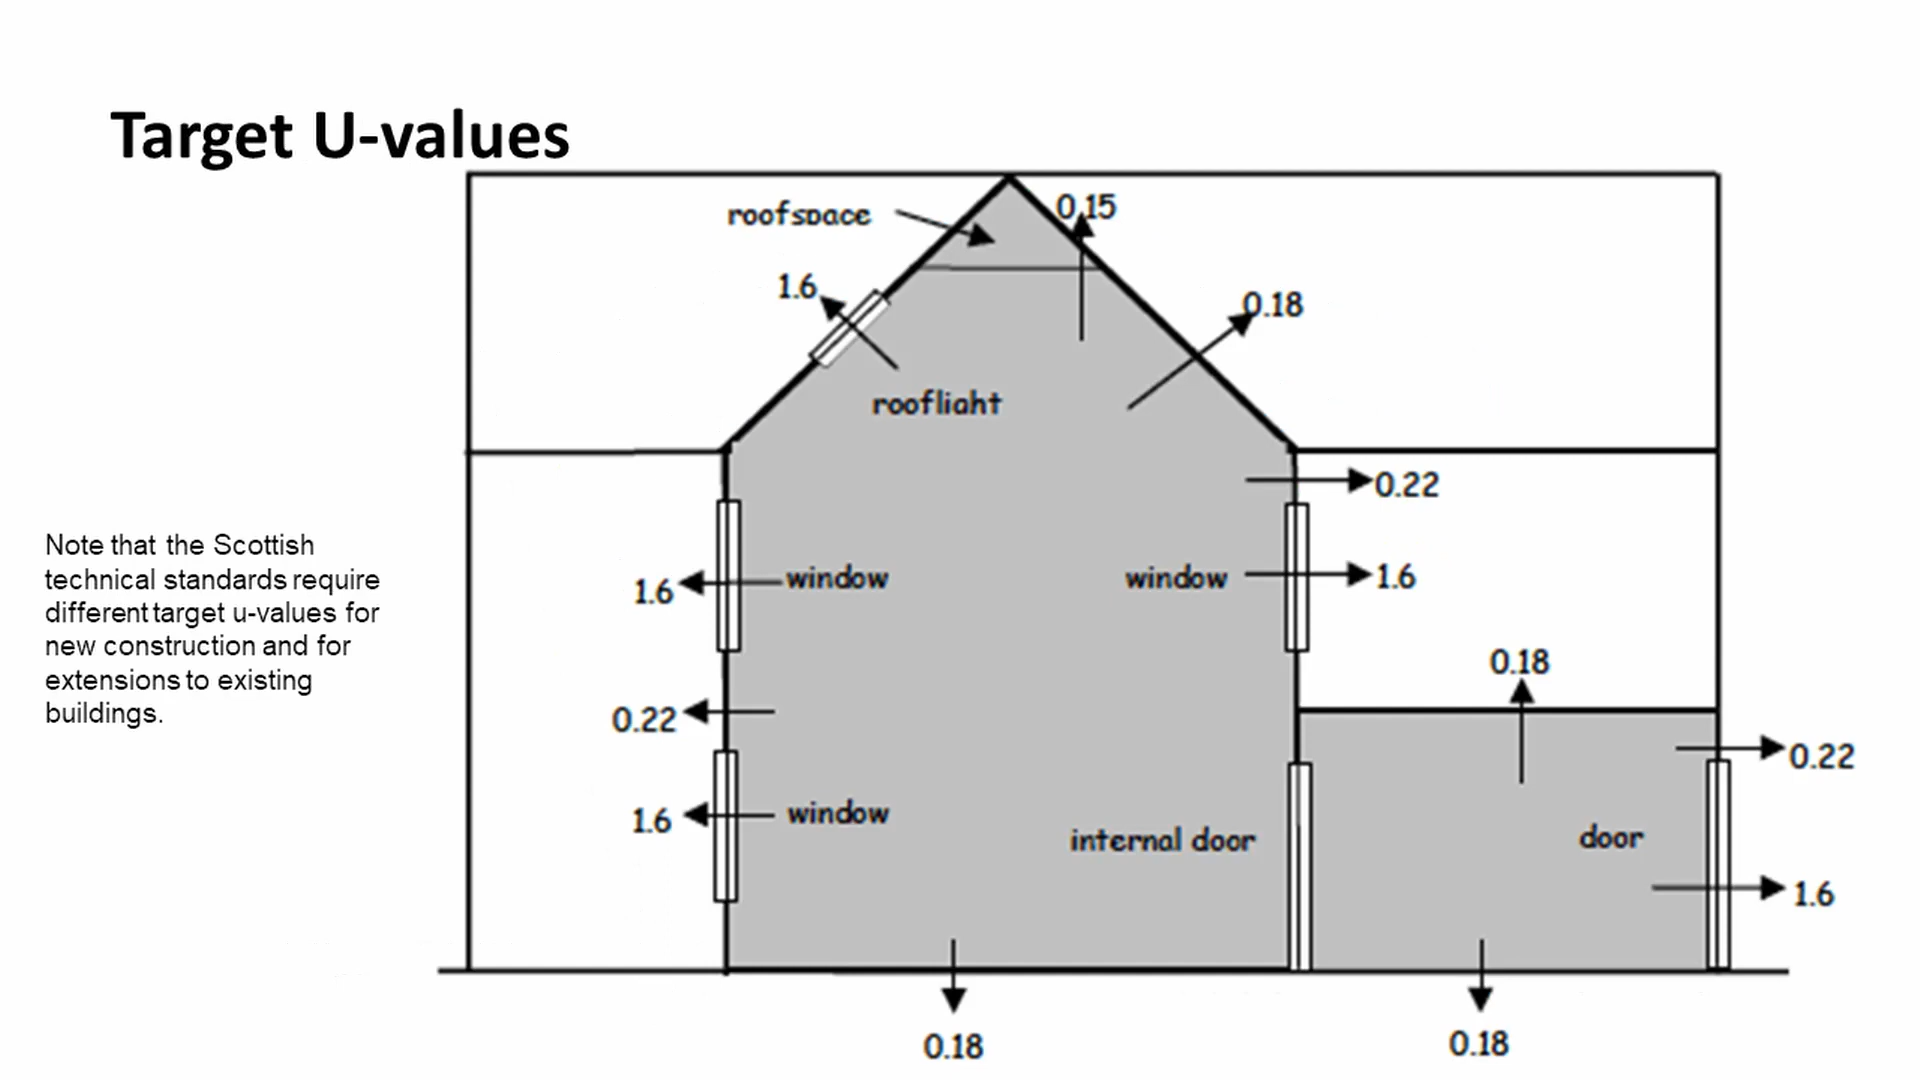 Target U-values
roofspace
0.15
1.6
0.18
rooflight
0.22
Note that the Scottish
technical standards require
different target u-values for
new construction and for
extensions to existing
buildings.
1.6
window
window
1.6
0.18
0.22
0.22
1.6
window
internal door
door
1.6
0.18
0.18